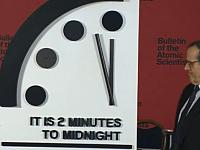 Bulletin
of the
Atomic
Scientists
IT IS 2 MINUTES
TO MIDNIGHT